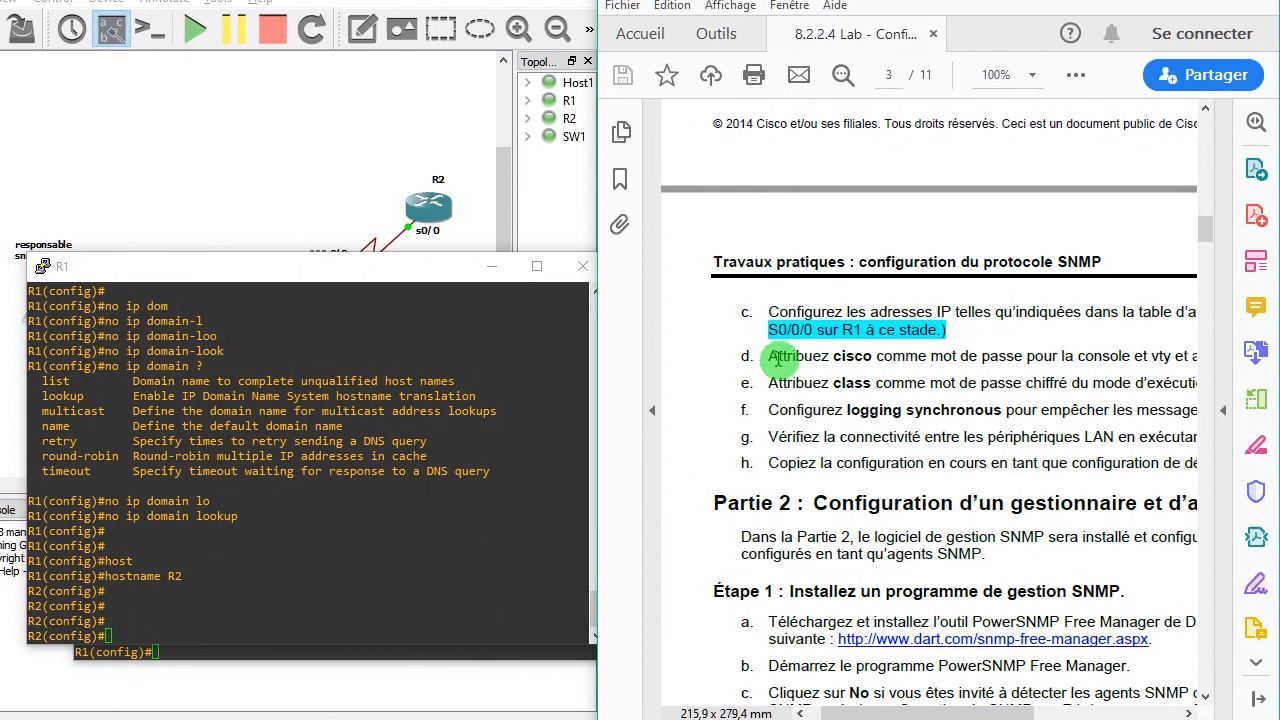 Control
Device
Annotate
Tools
Help
»
Topol...
Host1
R1
R2
SW1
R2
s0/0
responsable
R1
R1(config)#
R1(config)#no ip dom
R1(config)#no ip domain-l
R1(config)#no ip domain-loo
R1(config)#no ip domain-look
R1(config)#no ip domain ?
list Domain name to complete unqualified host names
lookup Enable IP Domain Name System hostname translation
multicast Define the domain name for multicast address lookups
name Define the default domain name
retry Specify times to retry sending a DNS query
round-robin Round-robin multiple IP addresses in cache
timeout Specify timeout waiting for response to a DNS query
R1(config)#no ip domain lo
R1(config)#no ip domain lookup
R1(config)#
R1(config)#
R1(config)#host
R1(config)#hostname R2
R2(config)#
R2(config)#
R2(config)#
R2(config)#
R1(config)#
Fichier Edition Affichage Fenêtre Aide
Accueil Outils 8.2.2.4 Lab - Confi... × Se connecter
3 / 11 100% Partager
© 2014 Cisco et/ou ses filiales. Tous droits réservés. Ceci est un document public de Cisc
Travaux pratiques : configuration du protocole SNMP
c. Configurez les adresses IP telles qu'indiquées dans la table d'a
S0/0/0 sur R1 à ce stade.)
d. Attribuez cisco comme mot de passe pour la console et vty et a
e. Attribuez class comme mot de passe chiffré du mode d'exécuti
f. Configurez logging synchronous pour empêcher les message
g. Vérifiez la connectivité entre les périphériques LAN en exécutan
h. Copiez la configuration en cours en tant que configuration de dé
Partie 2 : Configuration d'un gestionnaire et d'a
Dans la Partie 2, le logiciel de gestion SNMP sera installé et config
configurés en tant qu'agents SNMP.
Étape 1 : Installez un programme de gestion SNMP.
a. Téléchargez et installez l'outil PowerSNMP Free Manager de D
suivante : http://www.dart.com/snmp-free-manager.aspx.
b. Démarrez le programme PowerSNMP Free Manager.
c. Cliquez sur No si vous êtes invité à détecter les agents SNMP
215,9 x 279,4 mm